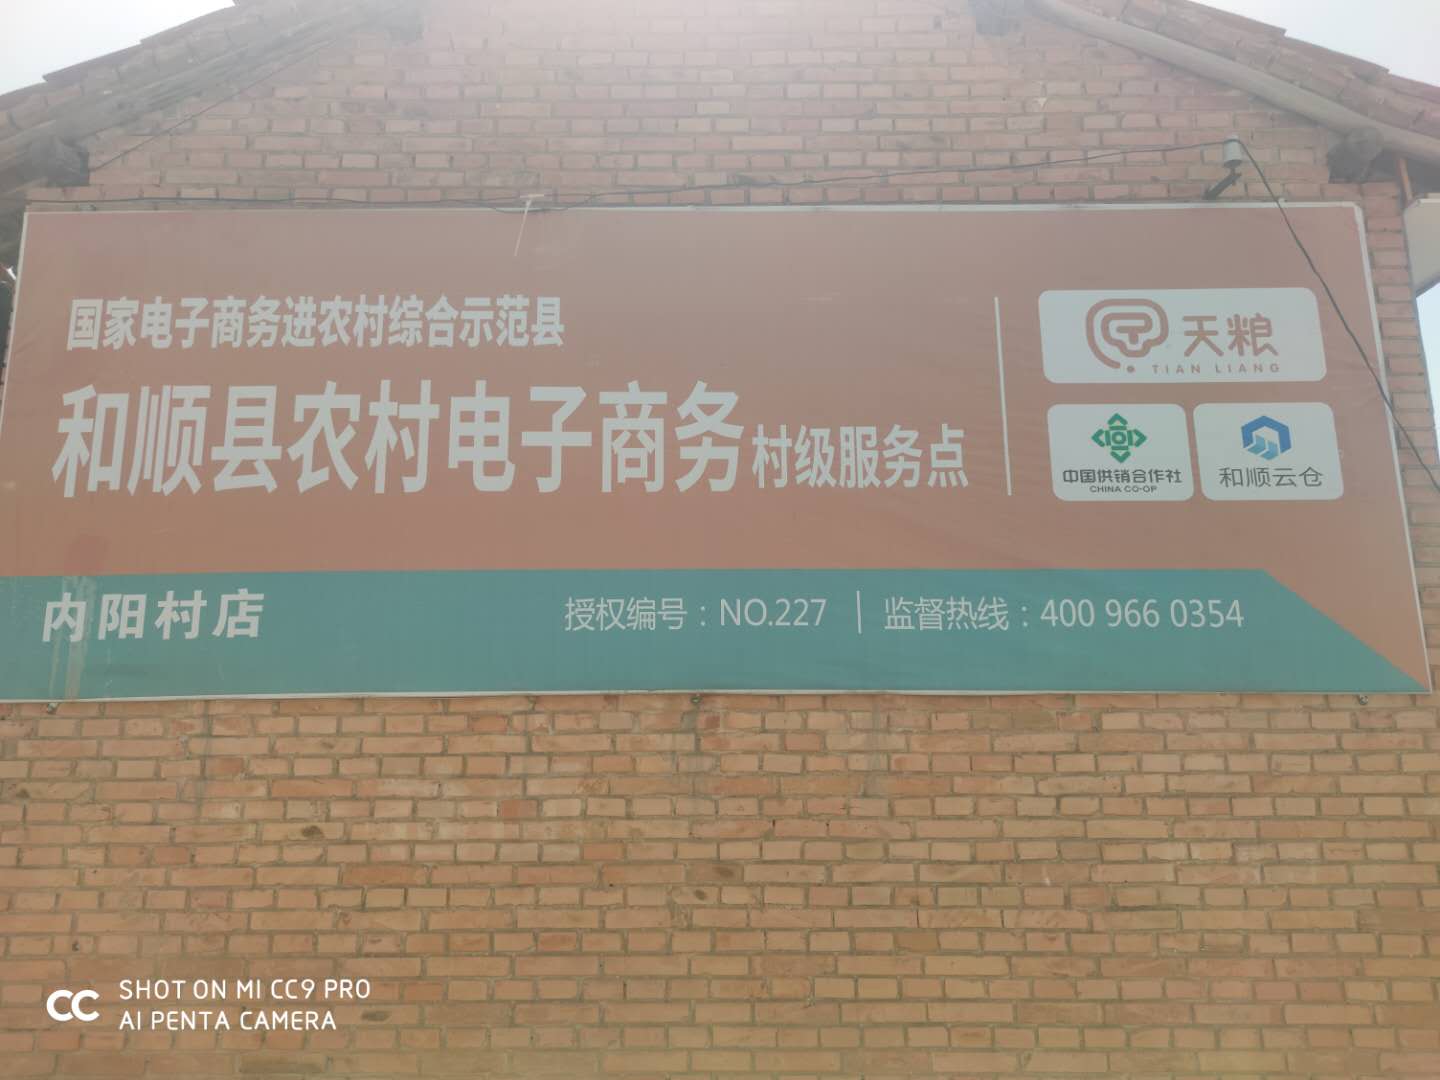 国家电子商务进农村综合示范县
和顺县农村电子商务村级服务点
天粮
TIAN LIANG
中国供销合作社
CHINA CO-OP
和顺云仓
内阳村店
授权编号：NO.227
监督热线：400 966 0354
SHOT ON MI CC9 PRO
AI PENTA CAMERA